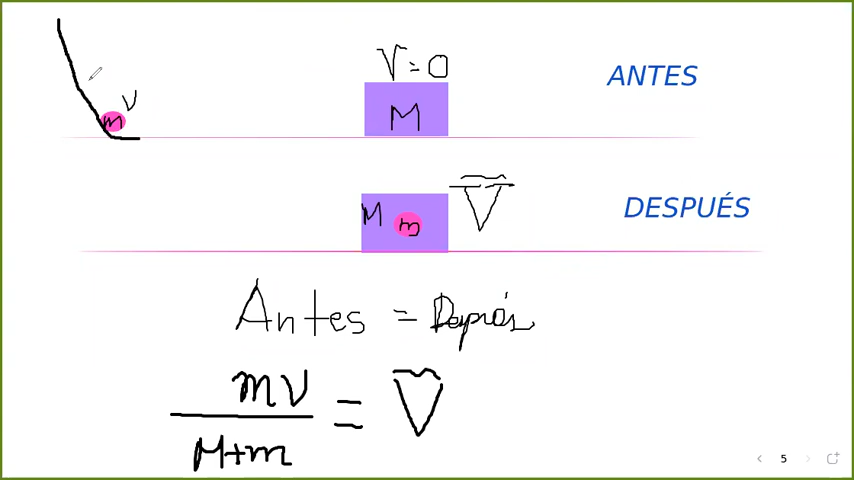 V=0
ANTES
v
m
M
V
DESPUÉS
M m
Antes = Después
mv
——— = V
M+m
5